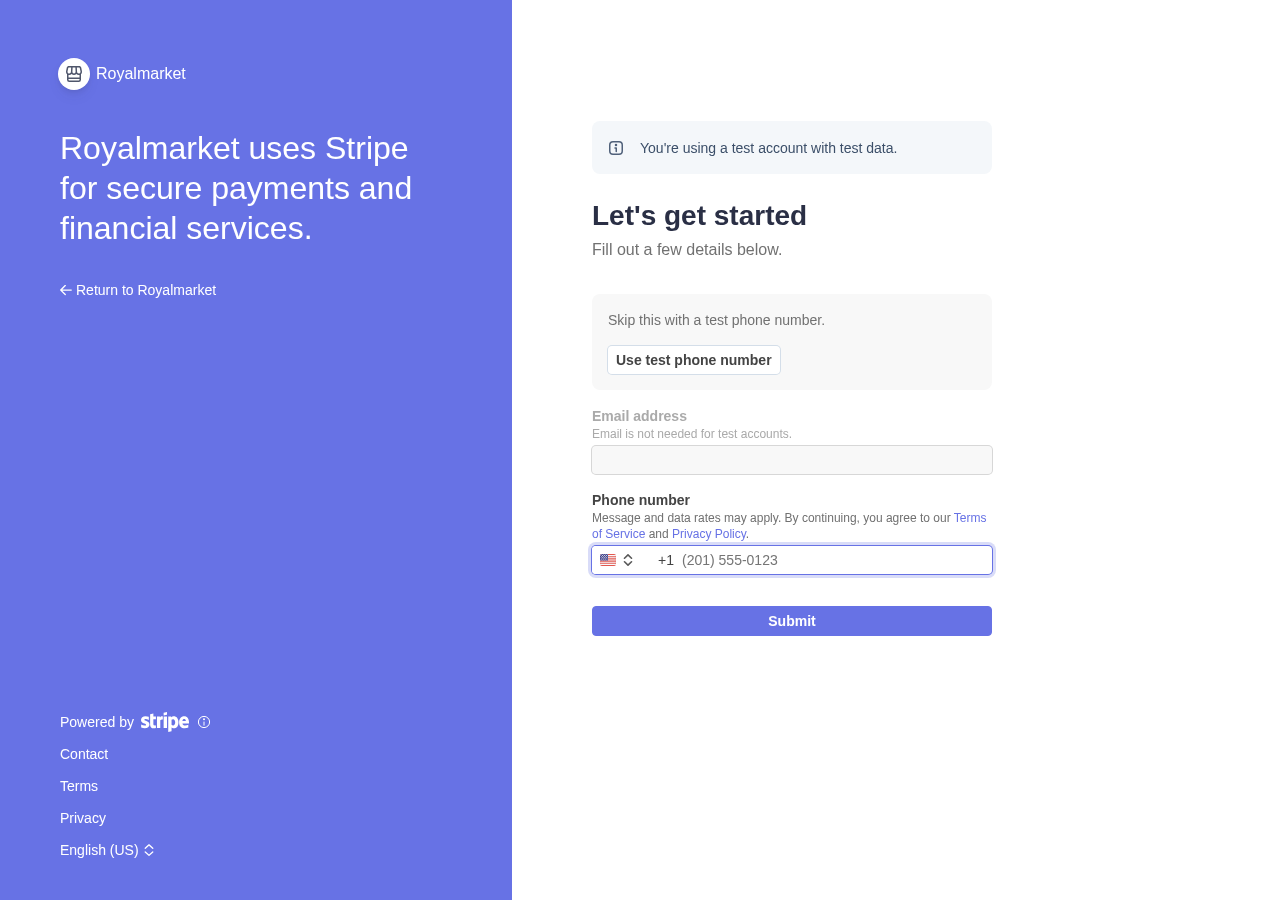 Royalmarket
Royalmarket uses Stripe
for secure payments and
financial services.
Return to Royalmarket
Powered by stripe
Contact
Terms
Privacy
English (US)
You're using a test account with test data.
Let's get started
Fill out a few details below.
Skip this with a test phone number.
Use test phone number
Email address
Email is not needed for test accounts.
Phone number
Message and data rates may apply. By continuing, you agree to our Terms
of Service and Privacy Policy.
+1 (201) 555-0123
Submit